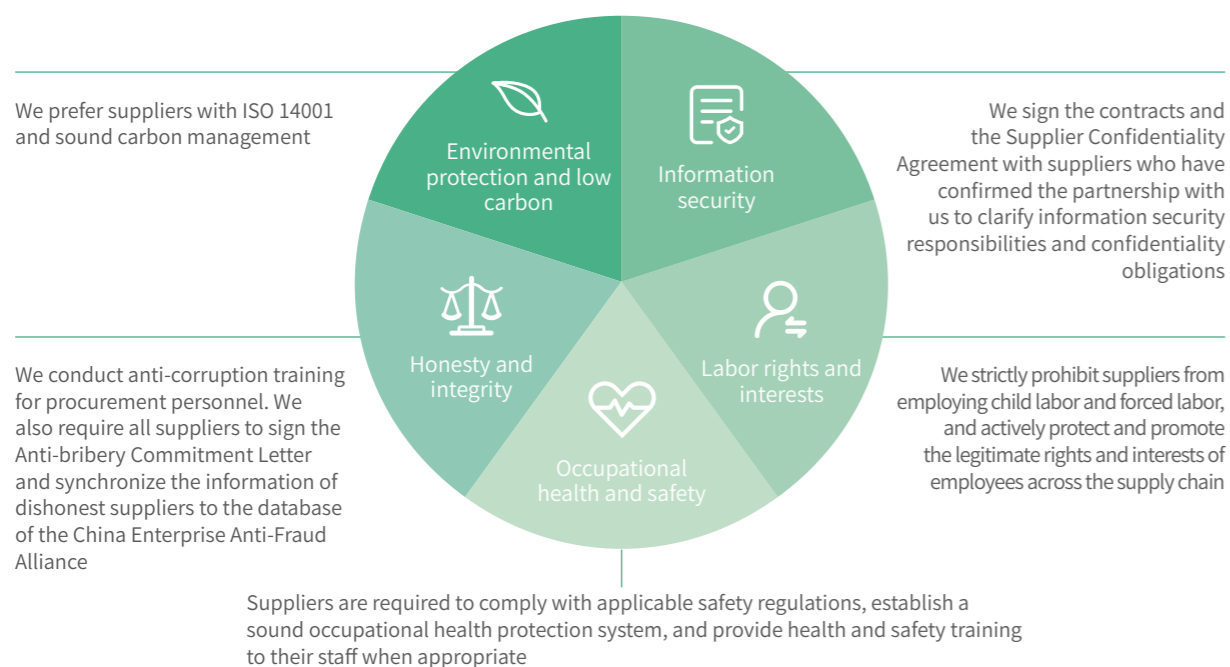 We prefer suppliers with ISO 14001
and sound carbon management
Environmental
protection and low
carbon
Information
security
We sign the contracts and
the Supplier Confidentiality
Agreement with suppliers who have
confirmed the partnership with
us to clarify information security
responsibilities and confidentiality
obligations
Honesty and
integrity
Labor rights and
interests
Occupational
health and safety
We conduct anti-corruption training
for procurement personnel. We
also require all suppliers to sign the
Anti-bribery Commitment Letter
and synchronize the information of
dishonest suppliers to the database
of the China Enterprise Anti-Fraud
Alliance
We strictly prohibit suppliers from
employing child labor and forced labor,
and actively protect and promote
the legitimate rights and interests of
employees across the supply chain
Suppliers are required to comply with applicable safety regulations, establish a
sound occupational health protection system, and provide health and safety training
to their staff when appropriate